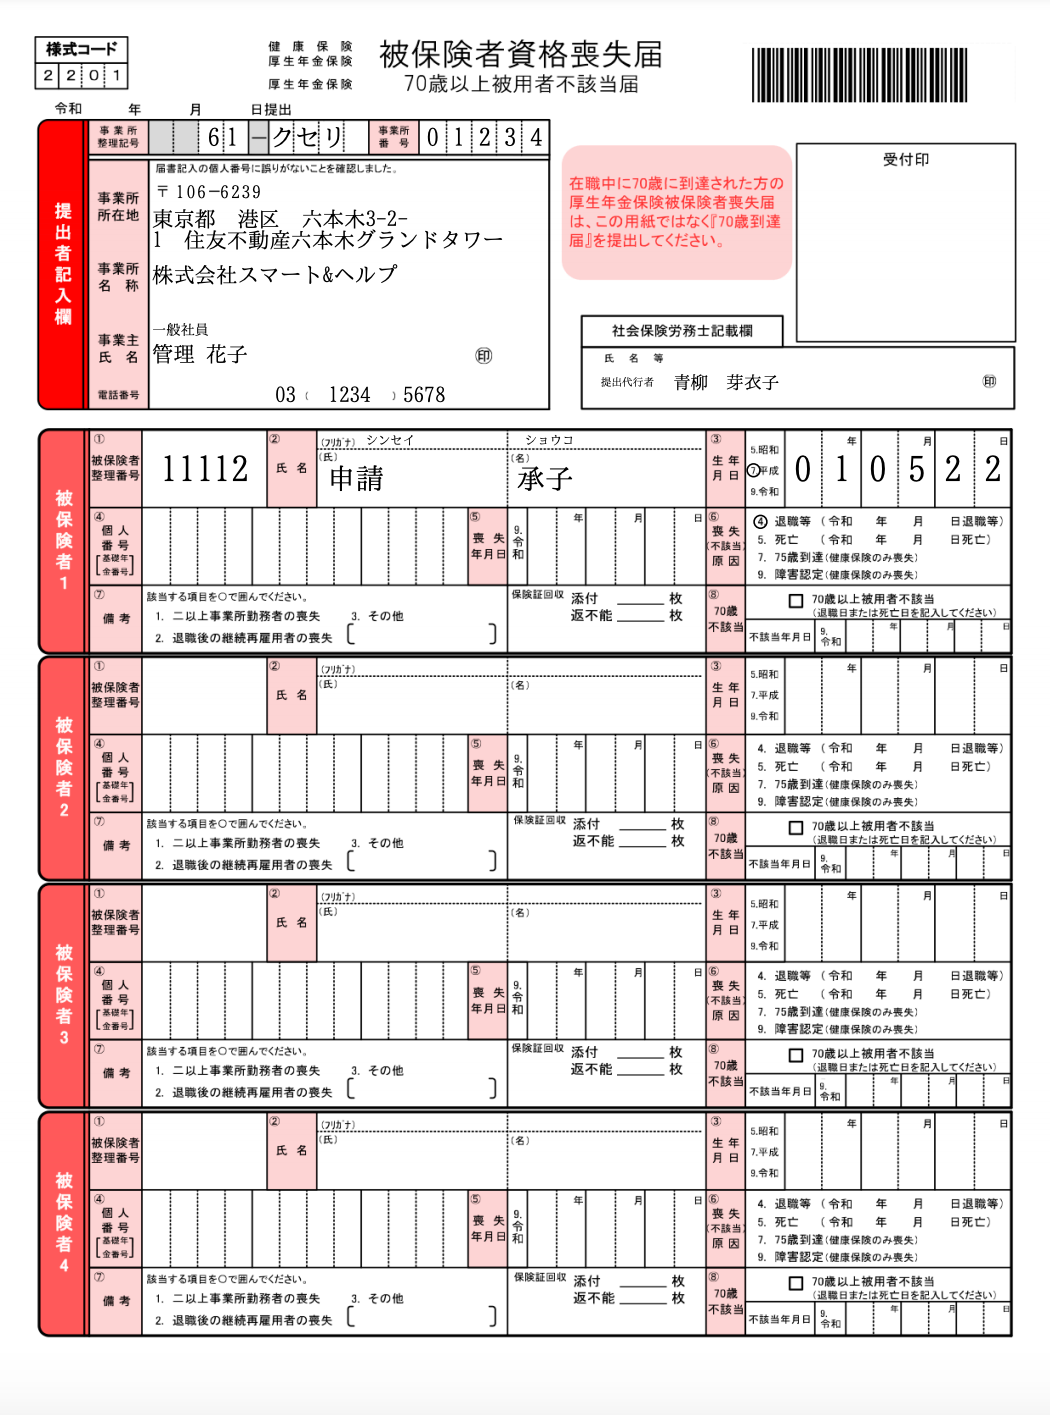 様式コード
2 2 0 1
健康保険
厚生年金保険
厚生年金保険
被保険者資格喪失届
70歳以上被用者不該当届
令和 年 月 日提出
提出者記入欄
事業所整理記号 61-クセリ 事業所番号 01234
届書記入の個人番号に誤りがないことを確認しました。
事業所所在地
〒106-6239
東京都 港区 六本木3-2-
1 住友不動産六本木グランドタワー
事業所名称 株式会社スマート&ヘルプ
一般社員
事業主氏名 管理 花子 ㊞
電話番号 03 ( 1234 ) 5678
在職中に70歳に到達された方の
厚生年金保険被保険者喪失届
は、この用紙ではなく『70歳到達
届』を提出してください。
受付印
社会保険労務士記載欄
氏名等
提出代行者 青柳 芽衣子 ㊞
被保険者1
① 被保険者整理番号 11112
② 氏名 (フリガナ) シンセイ ショウコ
(氏) 申請 (名) 承子
③ 生年月日 5.昭和 7.平成 9.令和 年 月 日 010522
④ 個人番号 [基礎年金番号]
⑤ 喪失年月日 9.令和 年 月 日
⑥ 喪失(不該当)原因
④ 退職等 (令和 年 月 日退職等)
5. 死亡 (令和 年 月 日死亡)
7. 75歳到達(健康保険のみ喪失)
9. 障害認定(健康保険のみ喪失)
⑦ 備考 該当する項目を○で囲んでください。
1. 二以上事業所勤務者の喪失 3. その他
2. 退職後の継続再雇用者の喪失 [ ]
保険証回収 添付 枚
返不能 枚
⑧ 70歳不該当 □ 70歳以上被用者不該当
(退職日または死亡日を記入してください)
不該当年月日 9.令和 年 月 日
被保険者2
① 被保険者整理番号
② 氏名 (フリガナ)
(氏) (名)
③ 生年月日 5.昭和 7.平成 9.令和 年 月 日
④ 個人番号 [基礎年金番号]
⑤ 喪失年月日 9.令和 年 月 日
⑥ 喪失(不該当)原因
4. 退職等 (令和 年 月 日退職等)
5. 死亡 (令和 年 月 日死亡)
7. 75歳到達(健康保険のみ喪失)
9. 障害認定(健康保険のみ喪失)
⑦ 備考 該当する項目を○で囲んでください。
1. 二以上事業所勤務者の喪失 3. その他
2. 退職後の継続再雇用者の喪失 [ ]
保険証回収 添付 枚
返不能 枚
⑧ 70歳不該当 □ 70歳以上被用者不該当
(退職日または死亡日を記入してください)
不該当年月日 9.令和 年 月 日
被保険者3
① 被保険者整理番号
② 氏名 (フリガナ)
(氏) (名)
③ 生年月日 5.昭和 7.平成 9.令和 年 月 日
④ 個人番号 [基礎年金番号]
⑤ 喪失年月日 9.令和 年 月 日
⑥ 喪失(不該当)原因
4. 退職等 (令和 年 月 日退職等)
5. 死亡 (令和 年 月 日死亡)
7. 75歳到達(健康保険のみ喪失)
9. 障害認定(健康保険のみ喪失)
⑦ 備考 該当する項目を○で囲んでください。
1. 二以上事業所勤務者の喪失 3. その他
2. 退職後の継続再雇用者の喪失 [ ]
保険証回収 添付 枚
返不能 枚
⑧ 70歳不該当 □ 70歳以上被用者不該当
(退職日または死亡日を記入してください)
不該当年月日 9.令和 年 月 日
被保険者4
① 被保険者整理番号
② 氏名 (フリガナ)
(氏) (名)
③ 生年月日 5.昭和 7.平成 9.令和 年 月 日
④ 個人番号 [基礎年金番号]
⑤ 喪失年月日 9.令和 年 月 日
⑥ 喪失(不該当)原因
4. 退職等 (令和 年 月 日退職等)
5. 死亡 (令和 年 月 日死亡)
7. 75歳到達(健康保険のみ喪失)
9. 障害認定(健康保険のみ喪失)
⑦ 備考 該当する項目を○で囲んでください。
1. 二以上事業所勤務者の喪失 3. その他
2. 退職後の継続再雇用者の喪失 [ ]
保険証回収 添付 枚
返不能 枚
⑧ 70歳不該当 □ 70歳以上被用者不該当
(退職日または死亡日を記入してください)
不該当年月日 9.令和 年 月 日